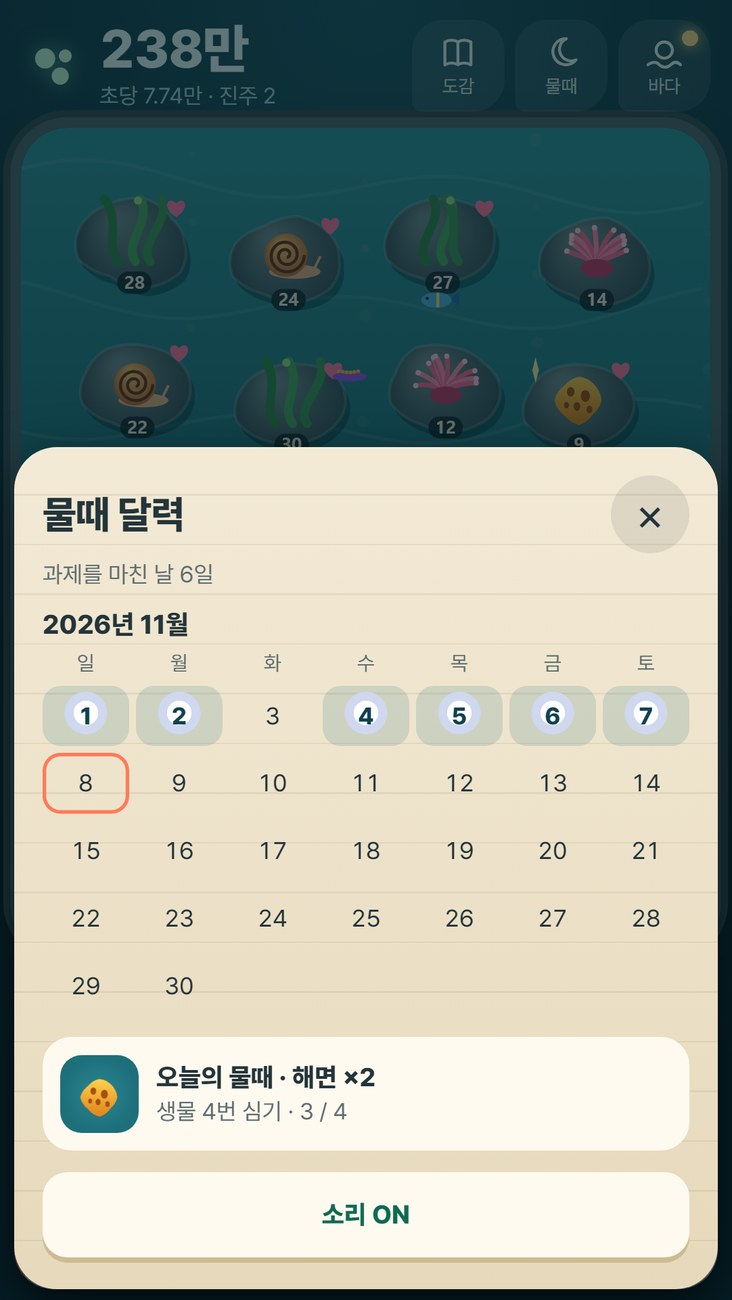 238만
초당 7.74만 · 진주 2
도감
물때
바다
28
24
27
14
22
30
12
9
물때 달력
과제를 마친 날 6일
2026년 11월
일 월 화 수 목 금 토
1 2 3 4 5 6 7
8 9 10 11 12 13 14
15 16 17 18 19 20 21
22 23 24 25 26 27 28
29 30
오늘의 물때 · 해면 ×2
생물 4번 심기 · 3 / 4
소리 ON